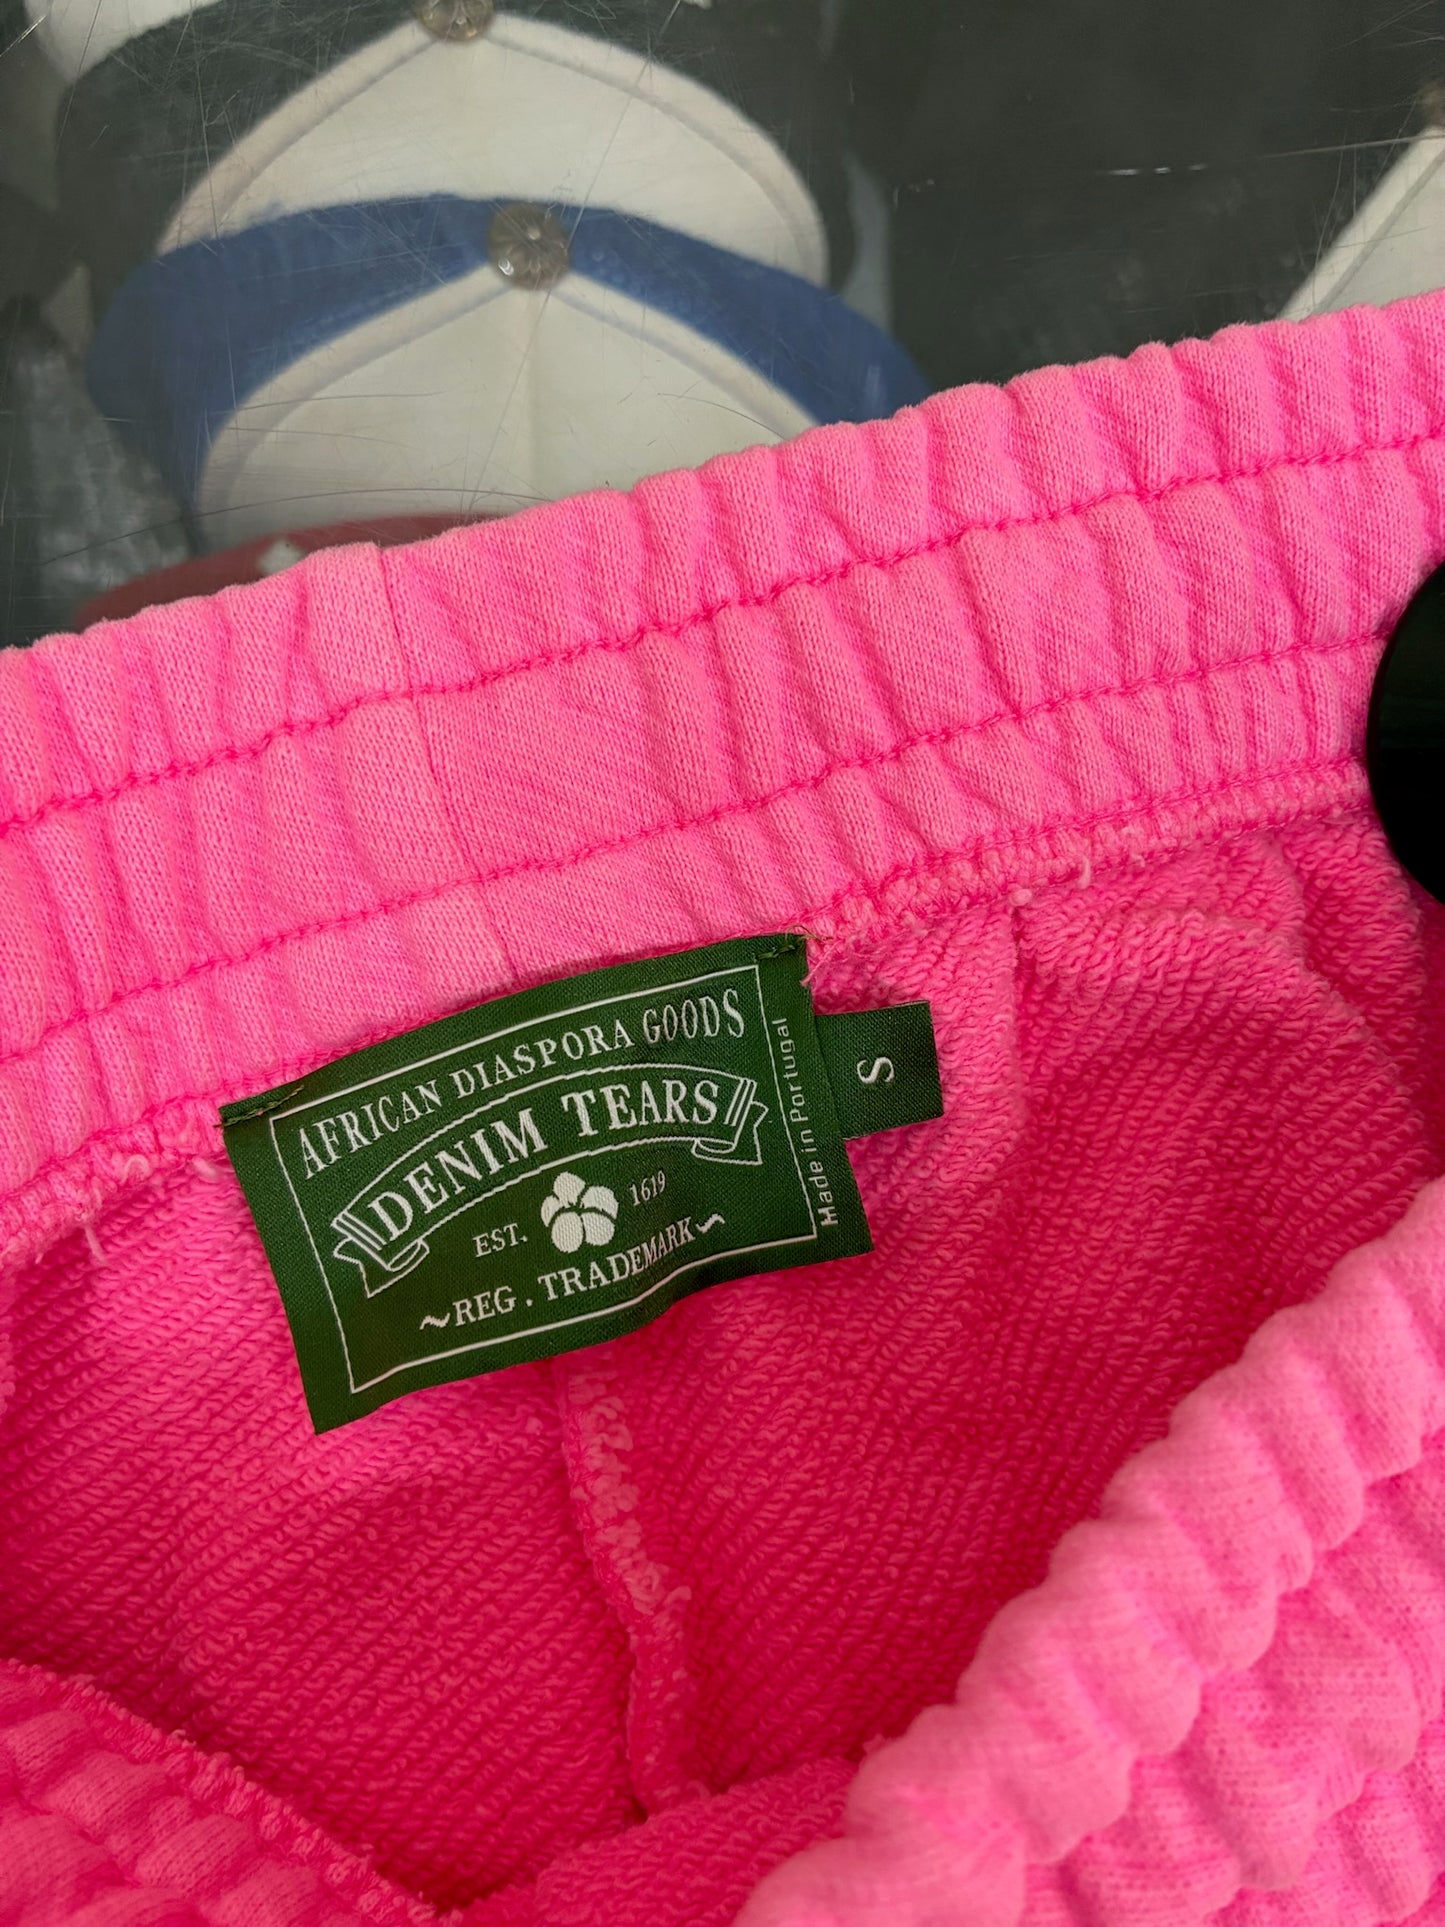 AFRICAN DIASPORA GOODS
DENIM TEARS
EST. 1619
~REG. TRADEMARK~
Made in Portugal
S